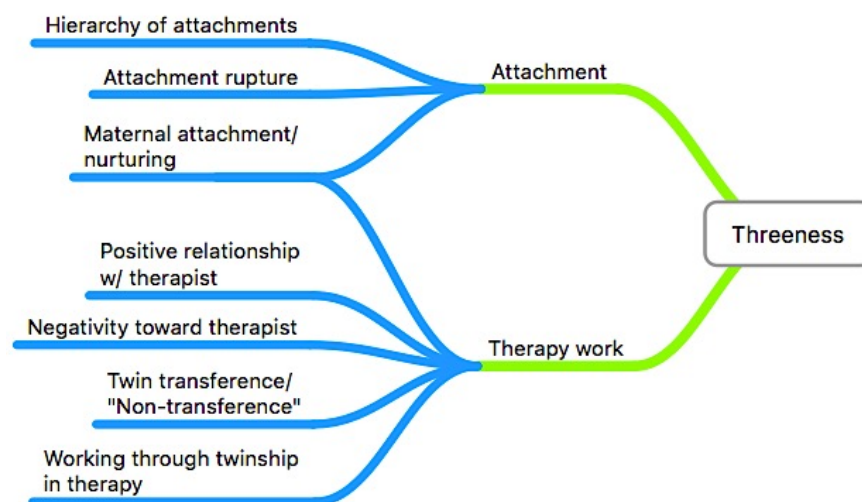 Hierarchy of attachments
Attachment rupture
Maternal attachment/
nurturing
Attachment
Threeness
Positive relationship
w/ therapist
Negativity toward therapist
Twin transference/
"Non-transference"
Working through twinship
in therapy
Therapy work